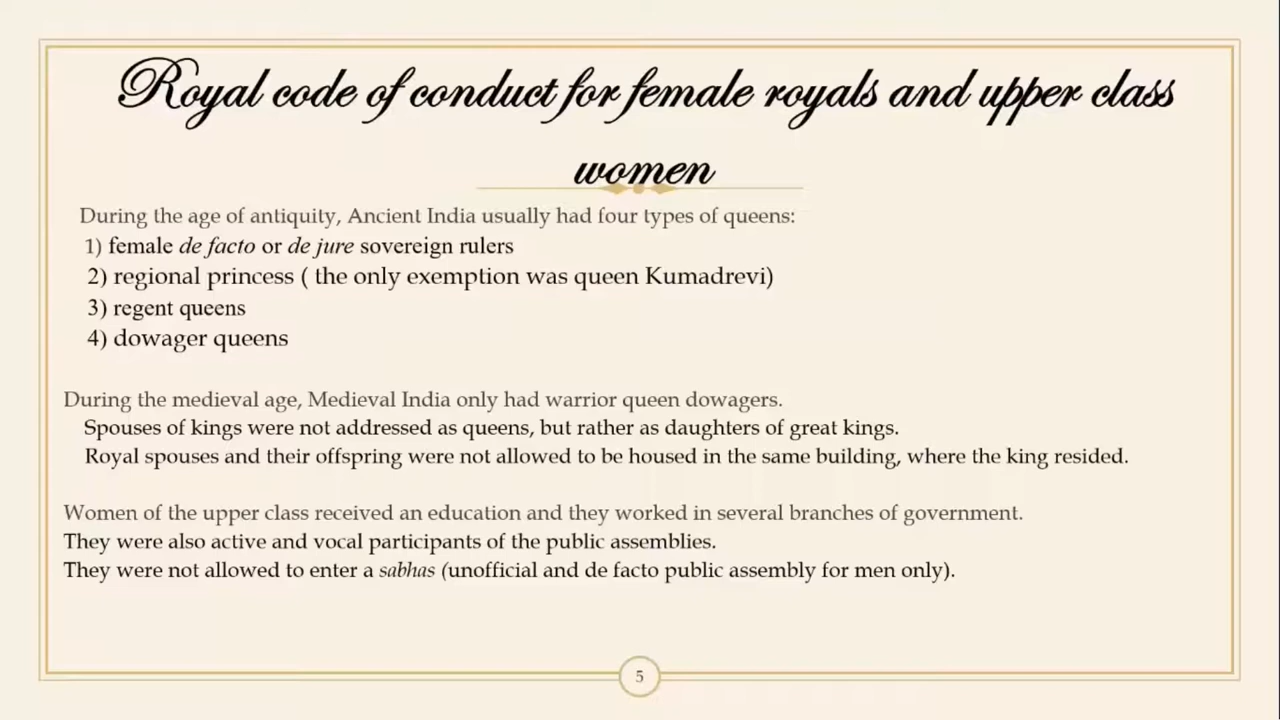 Royal code of conduct for female royals and upper class
women
During the age of antiquity, Ancient India usually had four types of queens:
1) female de facto or de jure sovereign rulers
2) regional princess ( the only exemption was queen Kumadrevi)
3) regent queens
4) dowager queens
During the medieval age, Medieval India only had warrior queen dowagers.
Spouses of kings were not addressed as queens, but rather as daughters of great kings.
Royal spouses and their offspring were not allowed to be housed in the same building, where the king resided.
Women of the upper class received an education and they worked in several branches of government.
They were also active and vocal participants of the public assemblies.
They were not allowed to enter a sabhas (unofficial and de facto public assembly for men only).
5